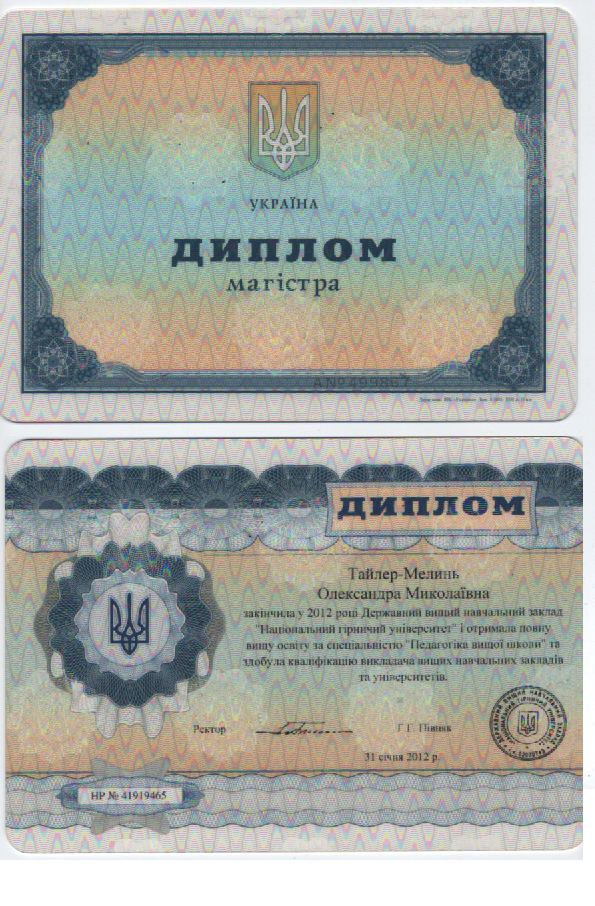 УКРАЇНА
ДИПЛОМ
магістра
А№499867
ДИПЛОМ
Тайлер-Мелинь
Олександра Миколаївна
закінчила у 2012 році Державний вищий навчальний заклад
"Національний гірничий університет" і отримала повну
вищу освіту за спеціальністю "Педагогіка вищої школи" та
здобула кваліфікацію викладача вищих навчальних закладів
та університетів.
Ректор
Г.Г. Півняк
31 січня 2012 р.
НР № 41919465